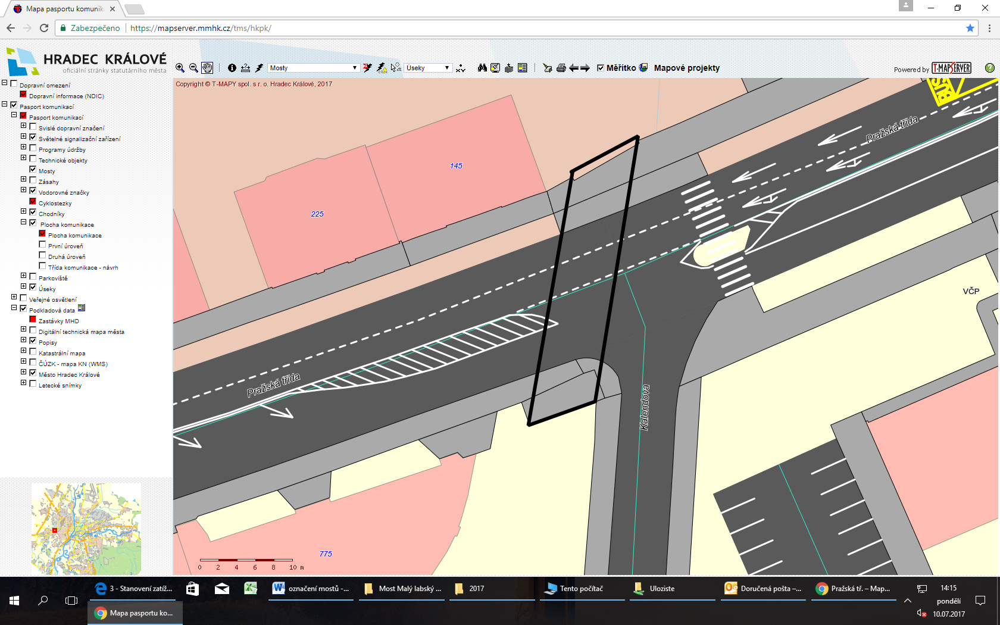 Mapa pasportu komunik
Zabezpečeno
https://mapserver.mmhk.cz/tms/hkpk/
HRADEC KRÁLOVÉ
oficiální stránky statutárního města
Mosty
CUZK
Úseky
Měřítko
Mapové projekty
Powered by T-MAPSERVER
Copyright © T-MAPY spol. s r. o. Hradec Králové, 2017
Dopravní omezení
Dopravní informace (NDIC)
Pasport komunikací
Pasport komunikací
Svislé dopravní značení
Světelné signalizační zařízení
Programy údržby
Technické objekty
Mosty
Zásahy
Vodorovné značky
Cyklostezky
Chodníky
Plocha komunikace
Plocha komunikace
První úroveň
Druhá úroveň
Třída komunikace - návrh
Parkoviště
Úseky
Veřejné osvětlení
Podkladová data
Zastávky MHD
Digitální technická mapa města
Popisy
Katastrální mapa
ČÚZK - mapa KN (WMS)
Město Hradec Králové
Letecké snímky
BUS
Pražská třída
145
225
VČP
Pražská třída
Kalendova
775
0 2 4 6 8 10 m
3 - Stanovení zatíž...
označení mostů -...
Most Malý labský ...
2017
Tento počítač
Uloziste
Doručená pošta –...
Pražská tř. – Map...
14:15
pondělí
10.07.2017
Mapa pasportu ko...